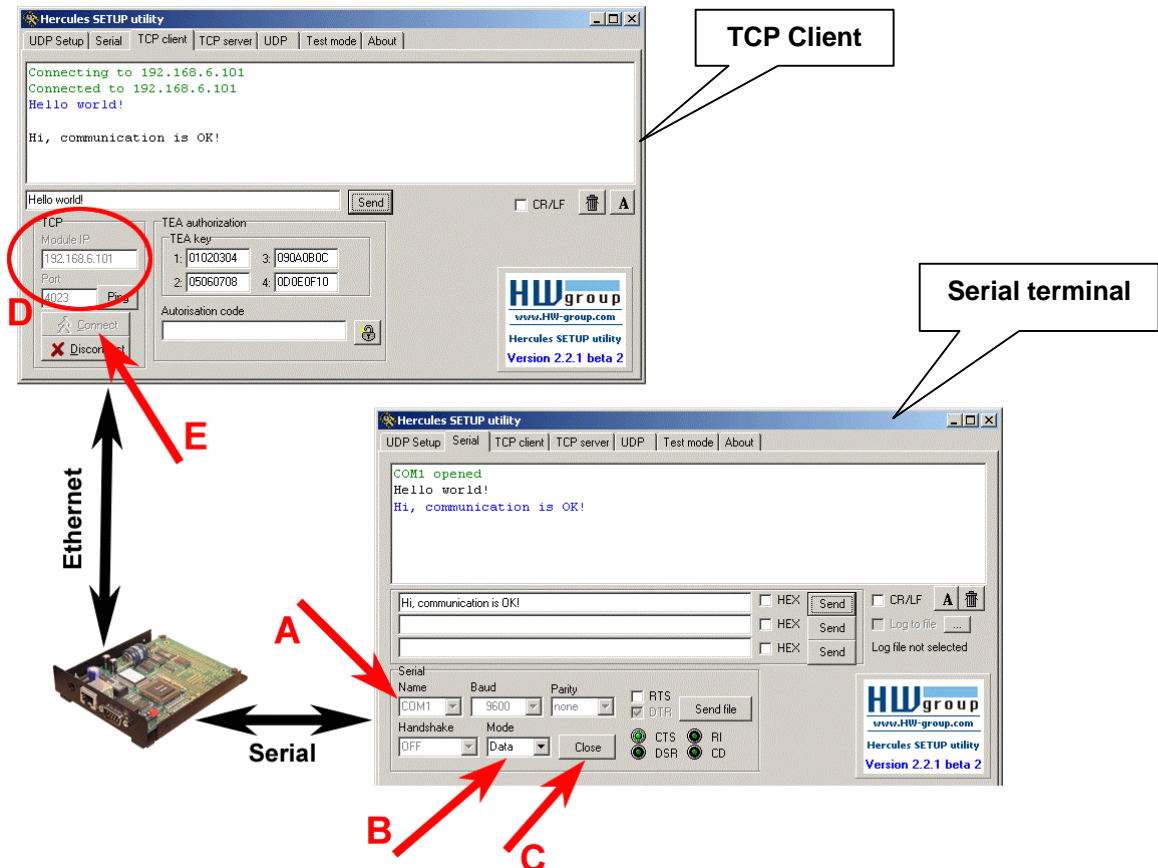 Hercules SETUP utility
UDP Setup Serial TCP client TCP server UDP Test mode About
TCP Client
Connecting to 192.168.6.101
Connected to 192.168.6.101
Hello world!
Hi, communication is OK!
Hello world!
Send
CR/LF
A
TCP
Module IP
192.168.6.101
Port
4023 Ping
Connect
Disconnect
TEA authorization
TEA key
1: 01020304 3: 090A0B0C
2: 05060708 4: 0D0E0F10
Autorisation code
HW group
www.HW-group.com
Hercules SETUP utility
Version 2.2.1 beta 2
D
E
Serial terminal
Ethernet
Serial
Hercules SETUP utility
UDP Setup Serial TCP client TCP server UDP Test mode About
COM1 opened
Hello world!
Hi, communication is OK!
Hi, communication is OK!
HEX Send
HEX Send
HEX Send
CR/LF A
Log to file ...
Log file not selected
Serial
Name Baud Parity
COM1 9600 none
Handshake Mode
OFF Data Close
RTS
DTR Send file
CTS RI
DSR CD
HW group
www.HW-group.com
Hercules SETUP utility
Version 2.2.1 beta 2
A
B
C